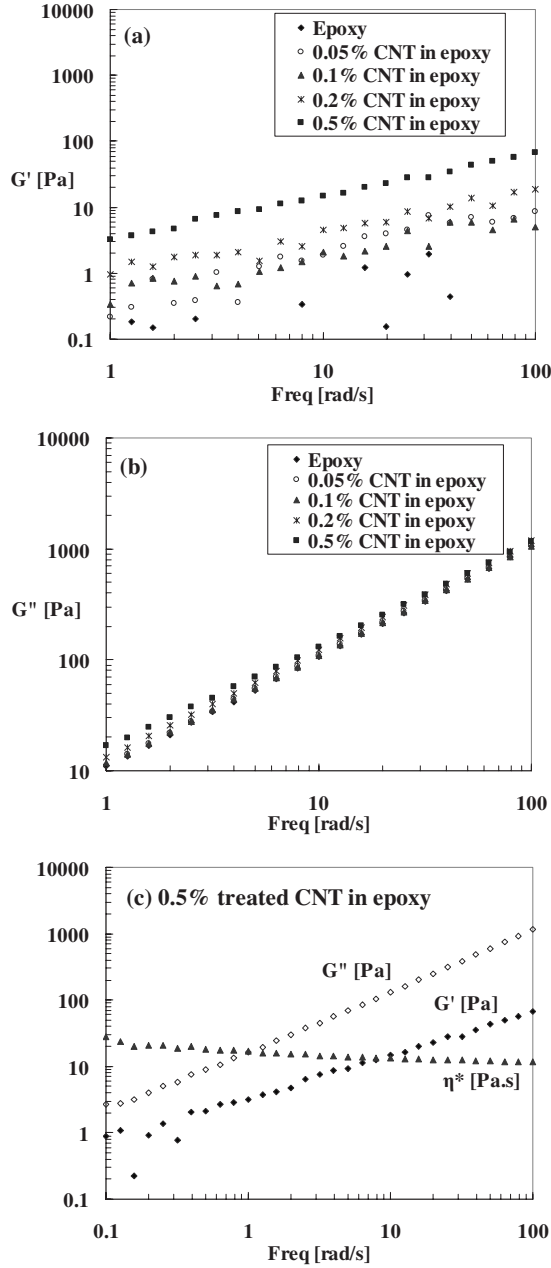 (a)
Epoxy
0.05% CNT in epoxy
0.1% CNT in epoxy
0.2% CNT in epoxy
0.5% CNT in epoxy
10000
1000
100
G' [Pa]
10
1
0.1
1 10 100
Freq [rad/s]
(b)
Epoxy
0.05% CNT in epoxy
0.1% CNT in epoxy
0.2% CNT in epoxy
0.5% CNT in epoxy
10000
1000
G" [Pa]
100
10
1 10 100
Freq [rad/s]
(c) 0.5% treated CNT in epoxy
10000
1000
G" [Pa]
100
G' [Pa]
10
η* [Pa.s]
1
0.1
0.1 1 10 100
Freq [rad/s]